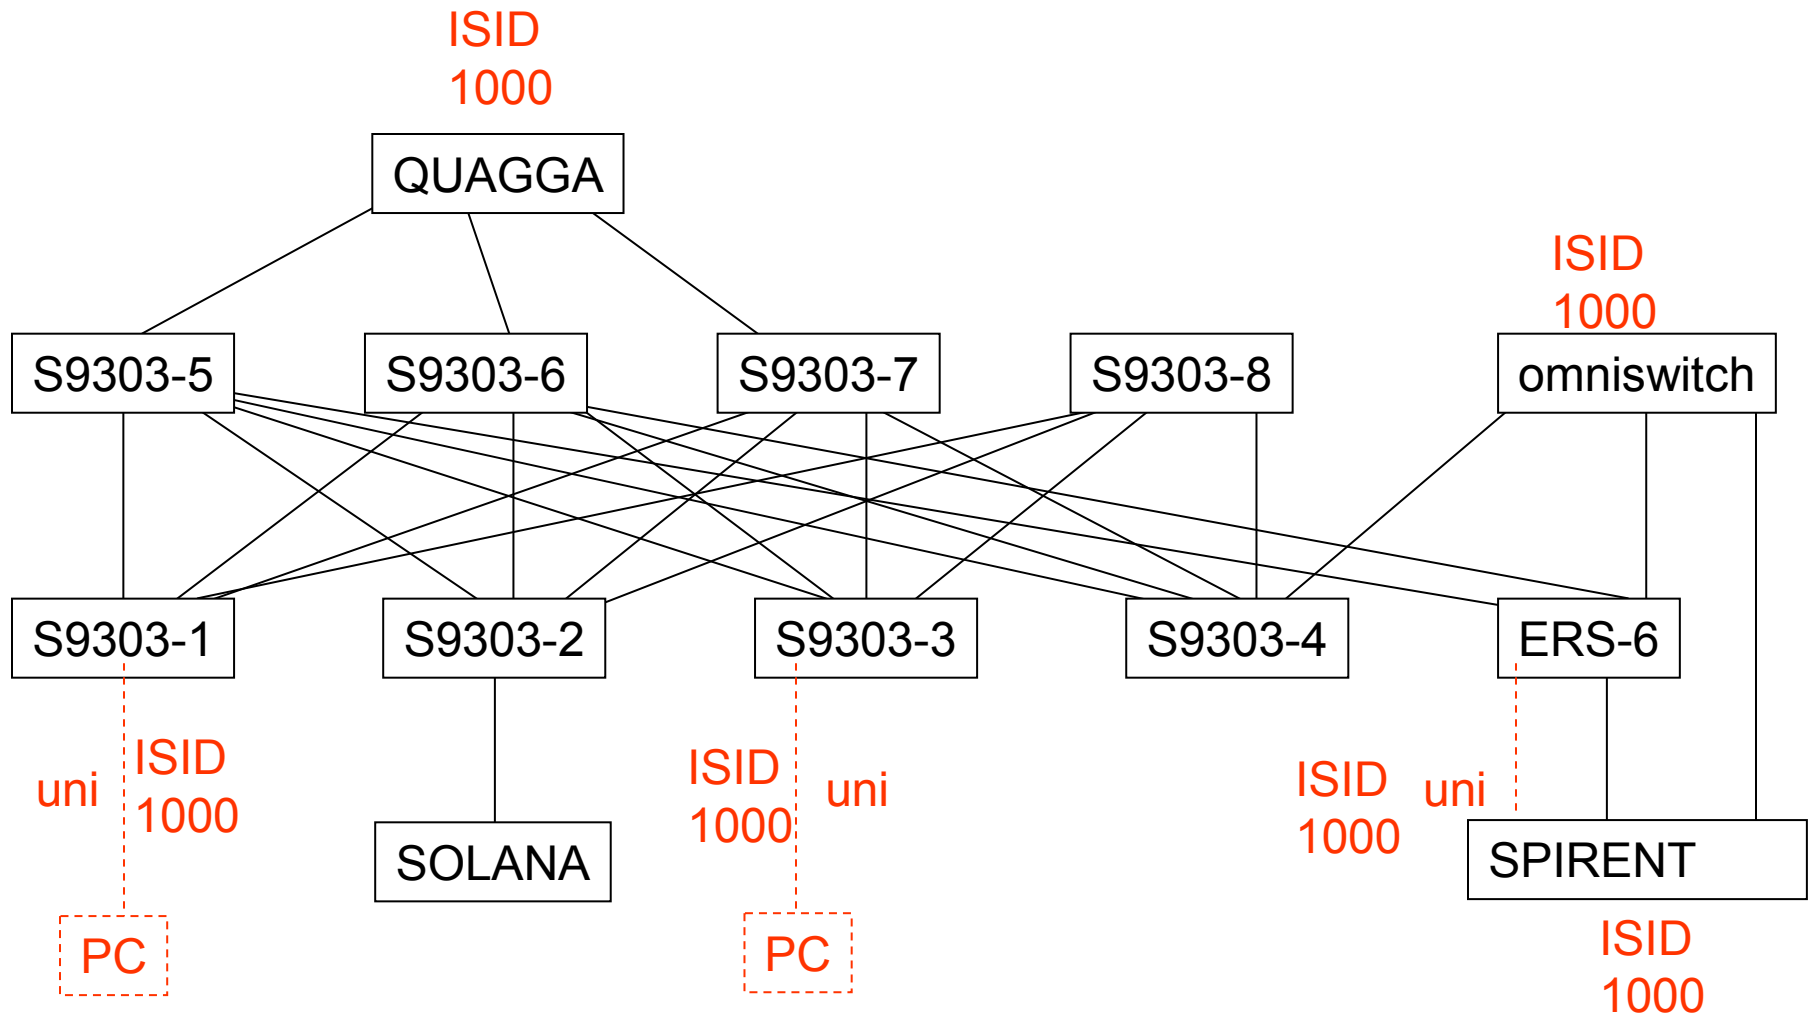 ISID
1000
QUAGGA
ISID
1000
S9303-5
S9303-6
S9303-7
S9303-8
omniswitch
S9303-1
S9303-2
S9303-3
S9303-4
ERS-6
uni
ISID
1000
ISID
1000
uni
ISID
1000
uni
SOLANA
SPIRENT
PC
PC
ISID
1000